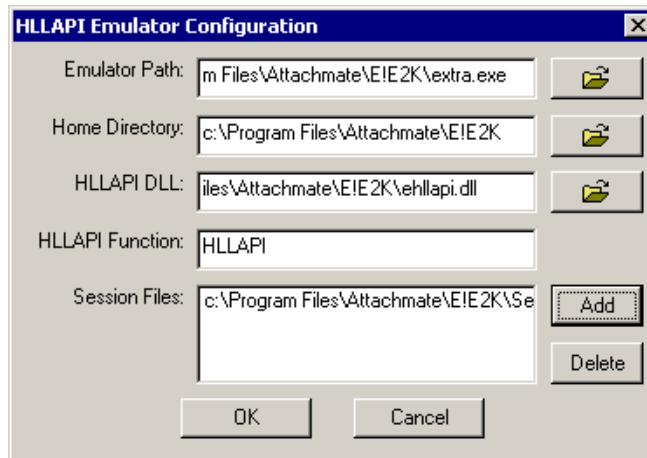 HLLAPI Emulator Configuration
Emulator Path: m Files\Attachmate\E!E2K\extra.exe
Home Directory: c:\Program Files\Attachmate\E!E2K
HLLAPI DLL: iles\Attachmate\E!E2K\ehllapi.dll
HLLAPI Function: HLLAPI
Session Files: c:\Program Files\Attachmate\E!E2K\Se Add
Delete
OK Cancel